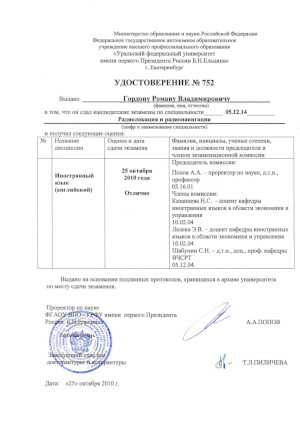 Министерство образования и науки Российской Федерации
Федеральное государственное автономное образовательное
учреждение высшего профессионального образования
«Уральский федеральный университет
имени первого Президента России Б.Н.Ельцина»
г. Екатеринбург
УДОСТОВЕРЕНИЕ № 752
Выдано Гордону Роману Владимировичу
(фамилия, имя, отчество)
в том, что он сдал кандидатские экзамены по специальности 05.12.14
Радиолокация и радионавигация
(шифр и наименование специальности)
и получил следующие оценки:
№ Название дисциплин Оценка и дата сдачи экзамена Фамилия, инициалы, ученые степени, звания и должности председателя и членов экзаменационной комиссии
Иностранный язык (английский)
25 октября 2010 года
Отлично
Председатель комиссии:
Попов А.А. – проректор по науке, д.т.н., профессор
05.16.01
Члены комиссии:
Н.С. - доцент кафедры иностранных языков в области экономики и управления
10.02.04
Э.В. – доцент кафедры иностранных языков в области экономики и управления
10.02.04
Шабунин С.Н. – д.т.н., доц., проф. кафедры ВЧСРТ
05.12.04.
Выдано на основании подлинных протоколов, хранящихся в архиве университета
по месту сдачи экзаменов.
Проректор по науке
ФГАОУ ВПО «УрФУ имени первого Президента
России Б.Н.Ельцина» А.А.ПОПОВ
Заведующий отделом
докторантуры и аспирантуры Т.Л.ПИЛИЧЕВА
Дата: «25» октября 2010 г.